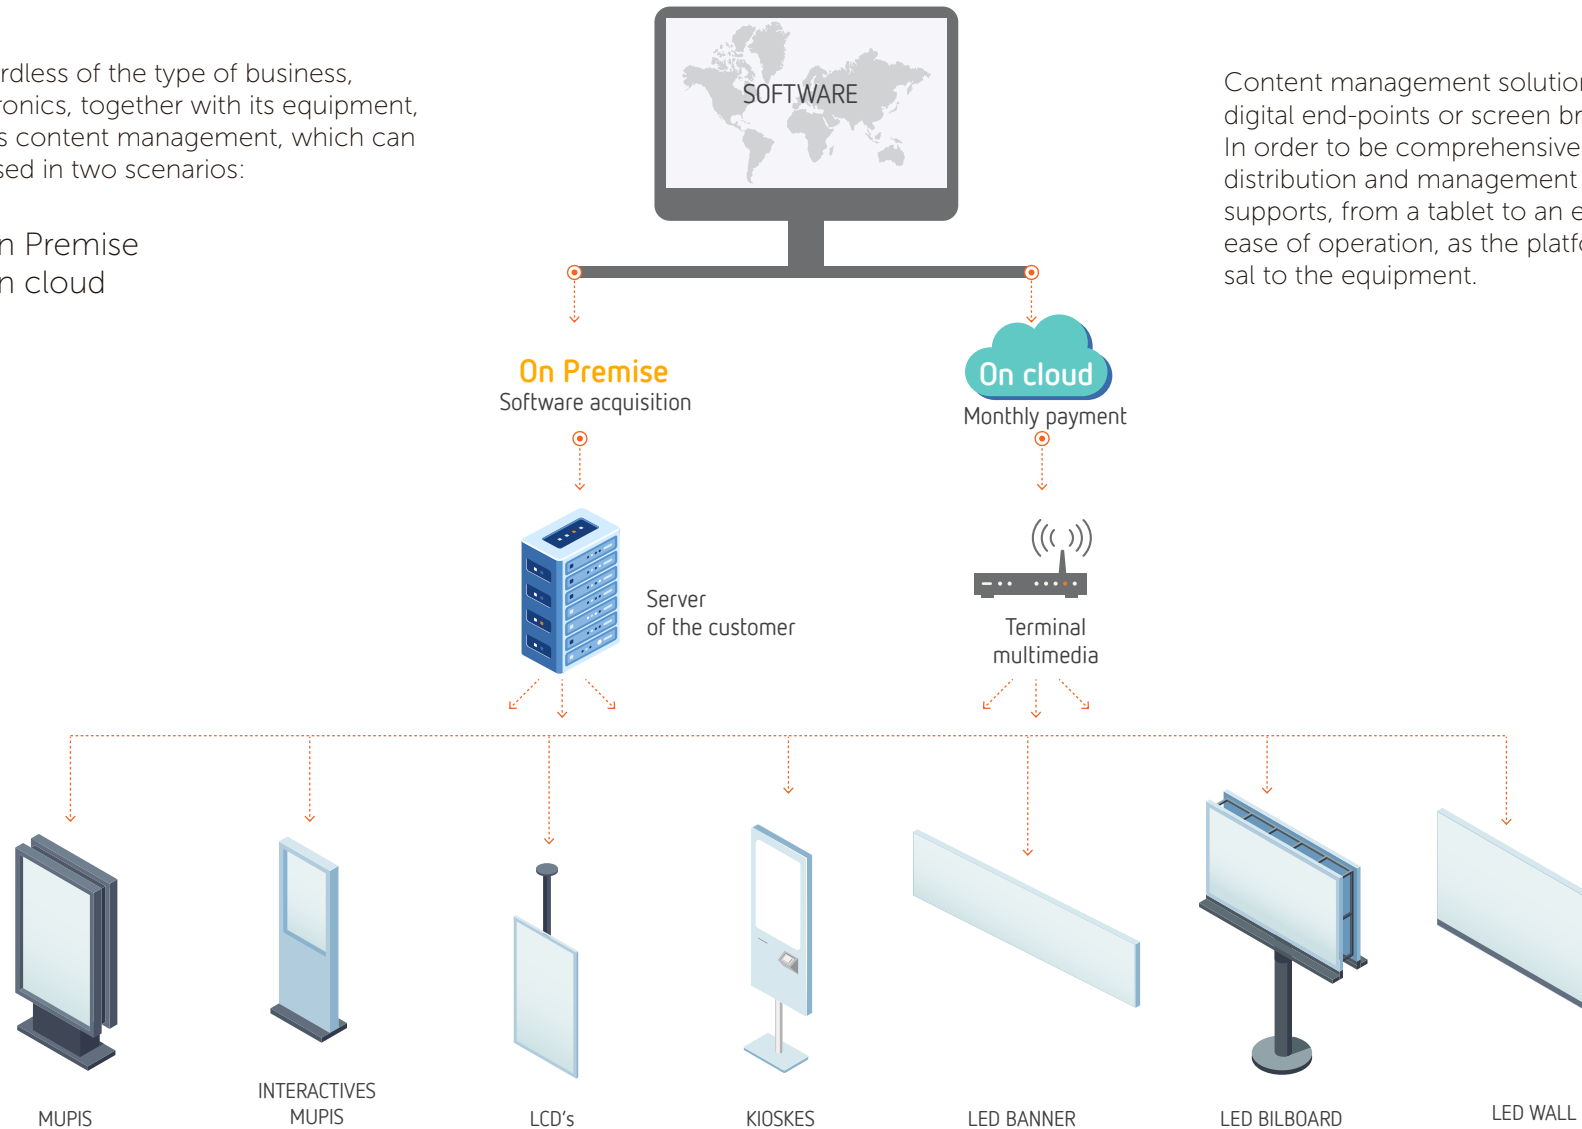 rdless of the type of business,
ronics, together with its equipment,
s content management, which can
sed in two scenarios:
n Premise
n cloud
SOFTWARE
Content management solution
digital end-points or screen br
In order to be comprehensive
distribution and management
supports, from a tablet to an e
ease of operation, as the platfo
sal to the equipment.
On Premise
Software acquisition
On cloud
Monthly payment
Server
of the customer
Terminal
multimedia
MUPIS
INTERACTIVES
MUPIS
LCD's
KIOSKES
LED BANNER
LED BILBOARD
LED WALL